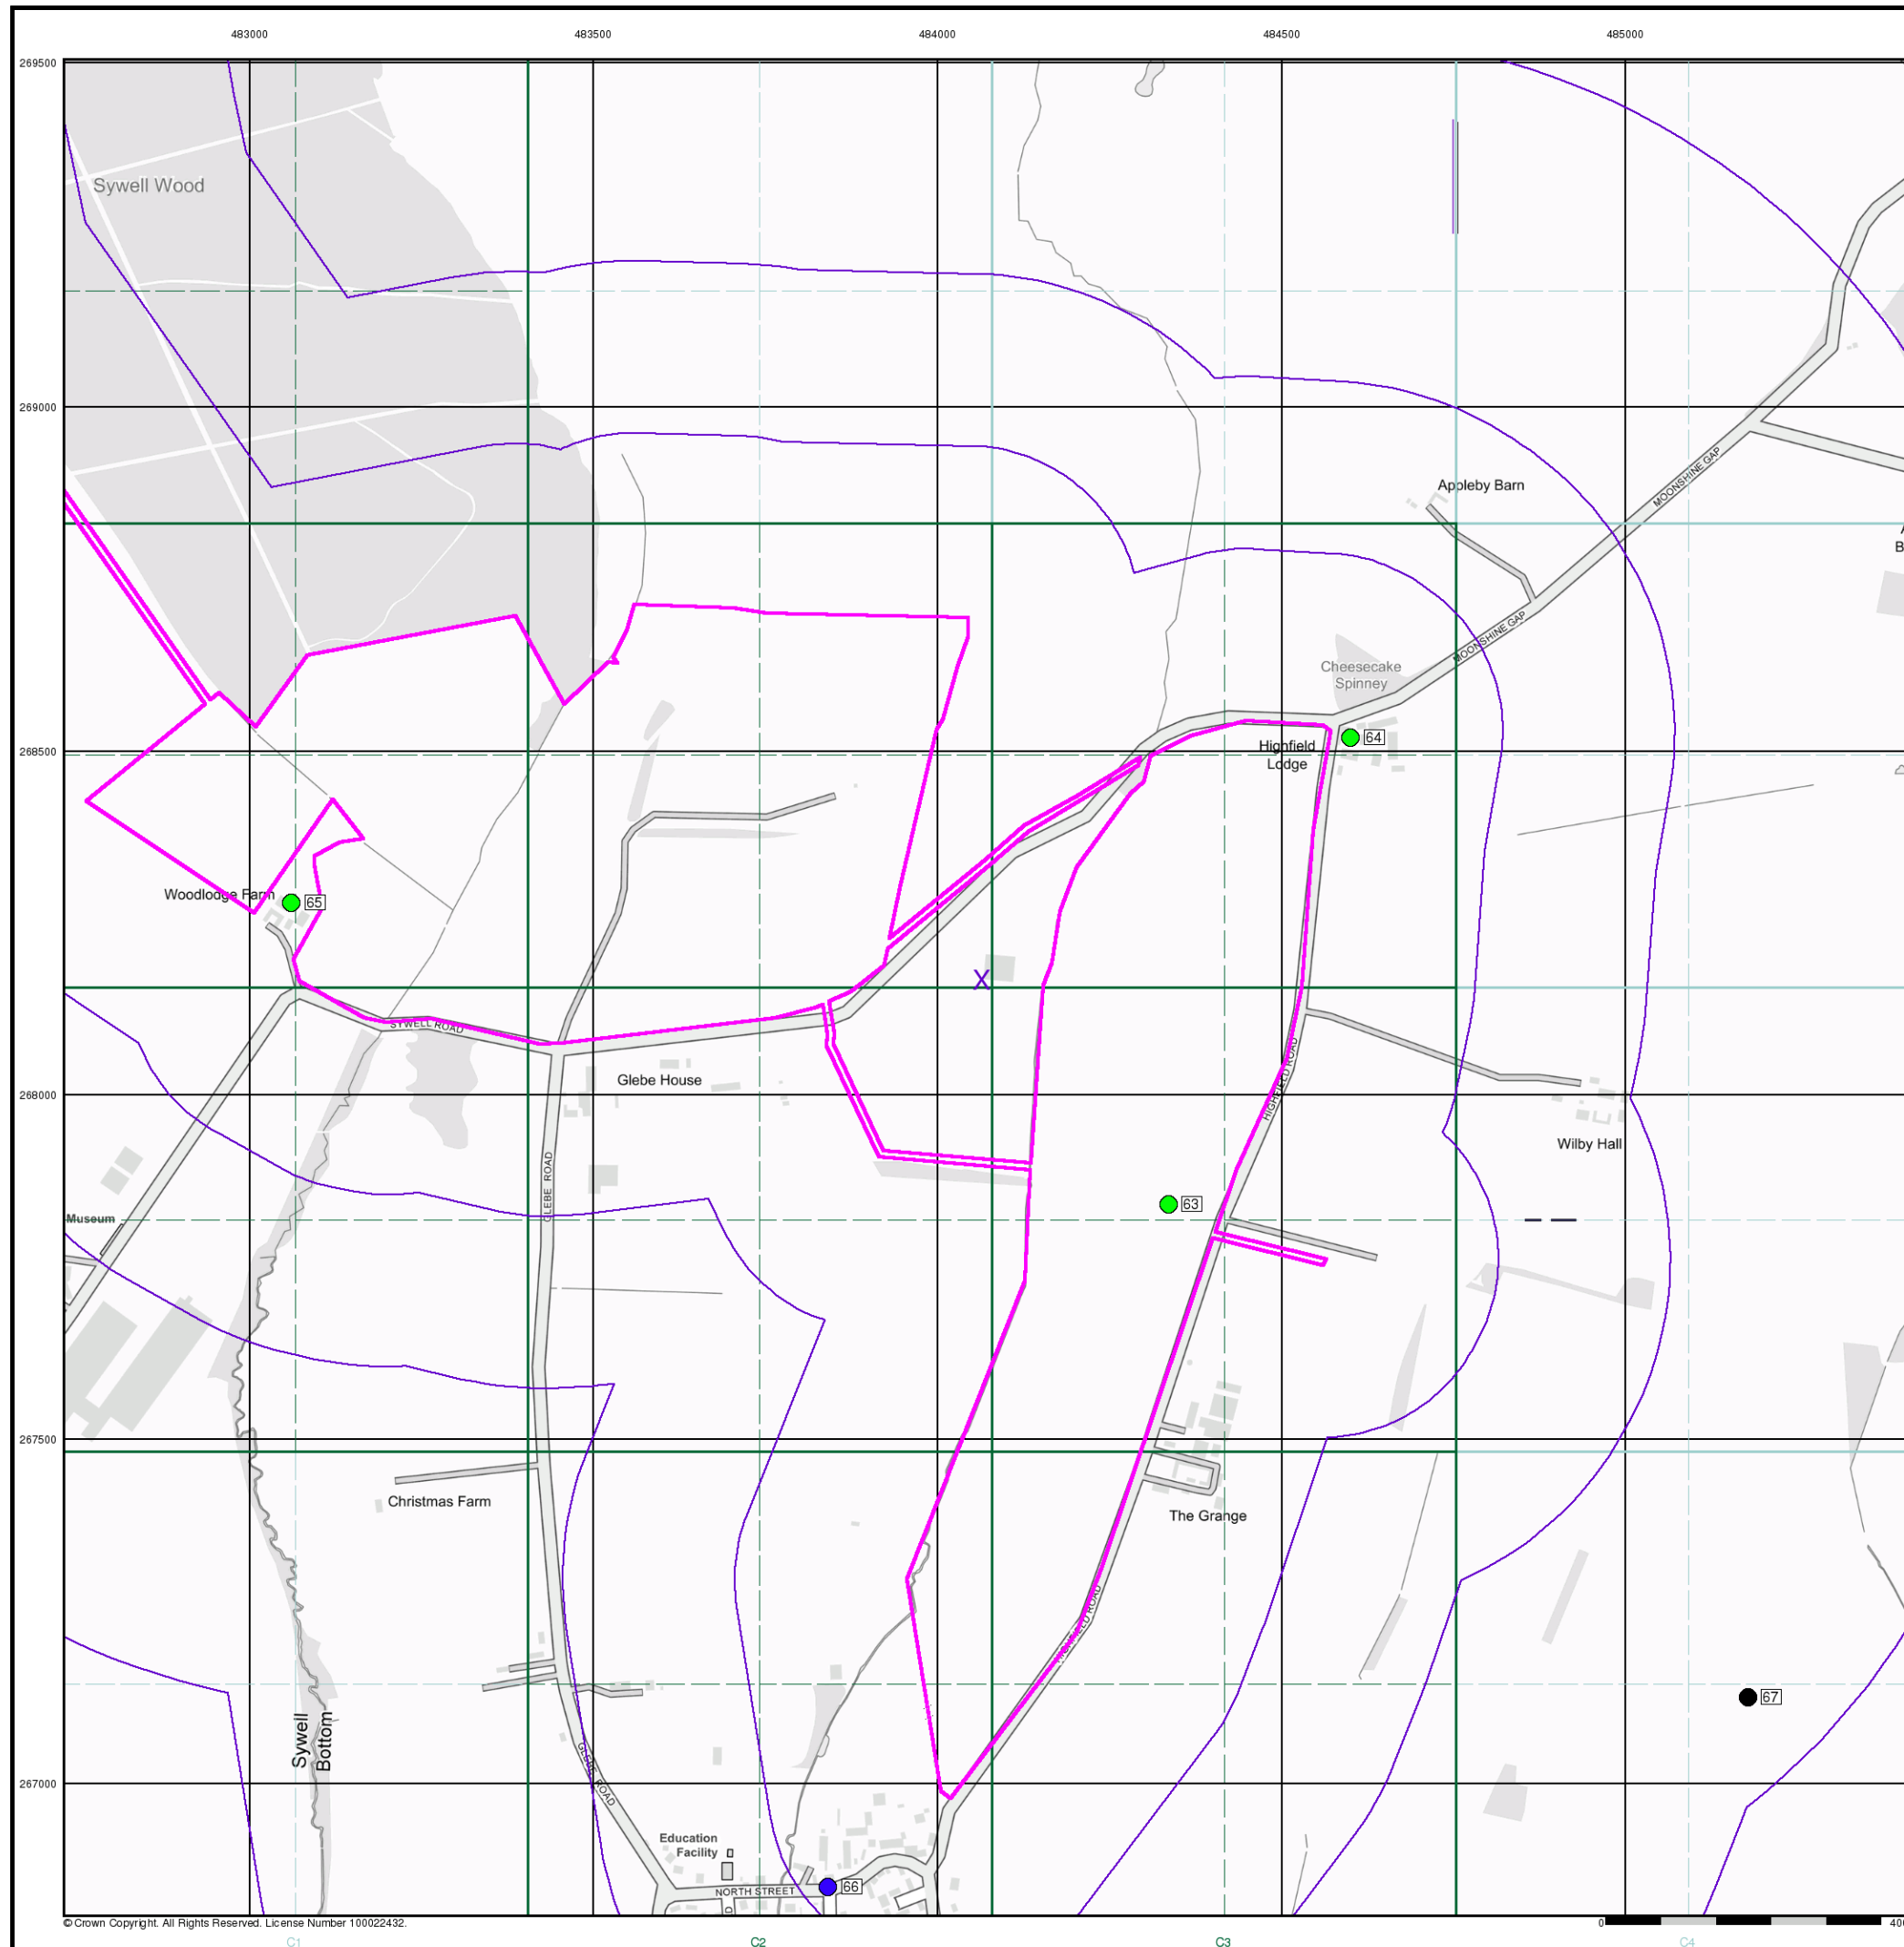 483000 483500 484000 484500 485000
269500
Sywell Wood
269000
MOONSHINE GAP
Appleby Barn
A
B
MOONSHINE GAP
Cheesecake
Spinney
64
268500
Highfield
Lodge
Woodlodge Farm
65
X
SYWELL ROAD
HIGHFIELD ROAD
Glebe House
268000
Wilby Hall
GLEBE ROAD
63
Museum
267500
Christmas Farm
The Grange
HIGHFIELD ROAD
67
Sywell
Bottom
GLEBE ROAD
267000
Education
Facility
66
NORTH STREET
D
© Crown Copyright. All Rights Reserved. License Number 100022432.
0 40
C1 C2 C3 C4